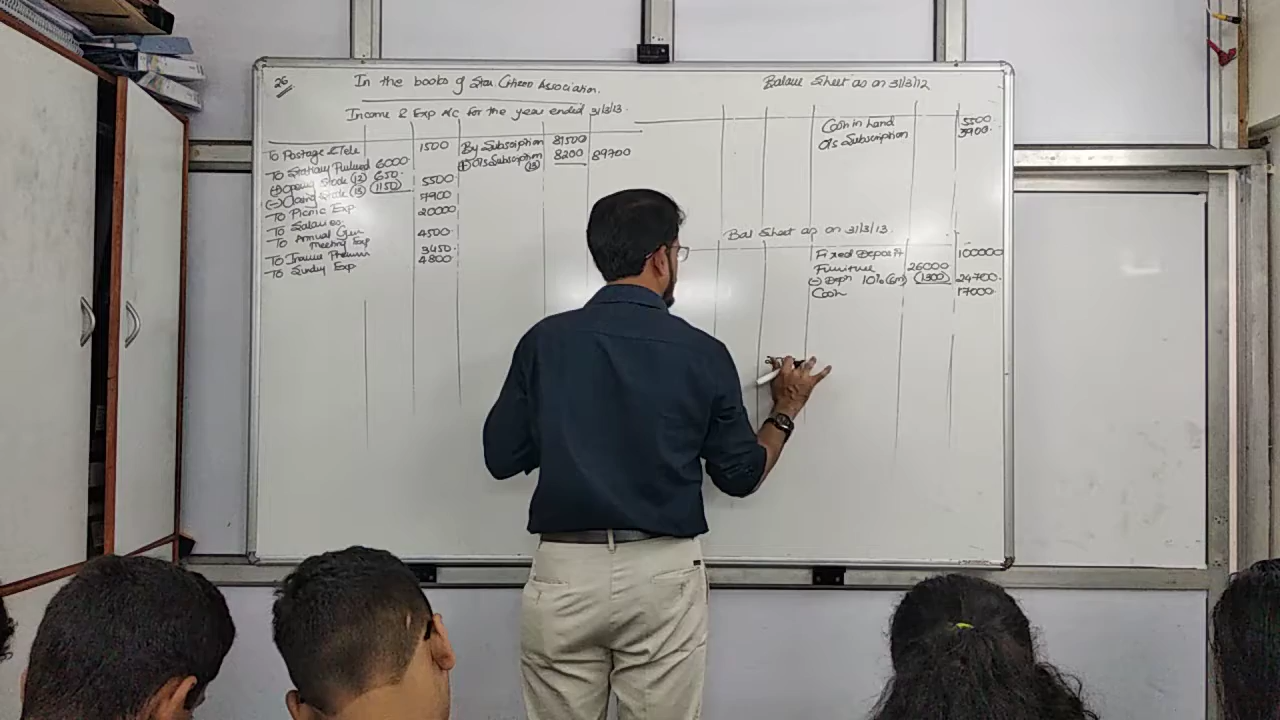 26
In the books of Star Citizen Association.
Income & Exp A/c for the year ended 31/3/13.
To Postage & Tele 1500 By Subscription 81500
To Stationary Purchased 6000 (+) O/s Subscription (13) 8200 89700
(+) Opening Stock (12) 650
(-) Closing Stock (13) (1150) 5500
To Picnic Exp 7900
To Salaries 20000
To Annual Gen
Meeting Exp 4500
To Insurance Premium 3450
To Sundry Exp 4800
Balance Sheet as on 31/3/12
Cash in hand 5500
O/s Subscription 3900
Bal Sheet as on 31/3/13.
Fixed Deposit 100000
Furniture 26000
(-) Depn 10% (6m) (1300) 24700
Cash 17000